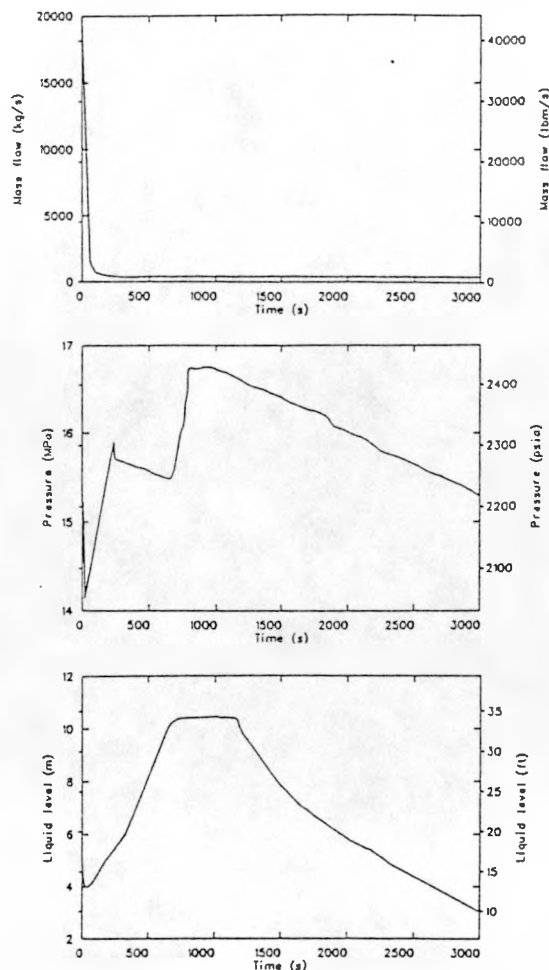 20000
15000
10000
5000
0
Mass flow (kg/s)
40000
30000
20000
10000
0
Mass flow (lbm/s)
0 500 1000 1500 2000 2500 3000
Time (s)
17
16
15
14
Pressure (MPa)
2400
2300
2200
2100
Pressure (psia)
0 500 1000 1500 2000 2500 3000
Time (s)
12
10
8
6
4
2
Liquid level (m)
35
30
25
20
15
10
Liquid level (ft)
0 500 1000 1500 2000 2500 3000
Time (s)